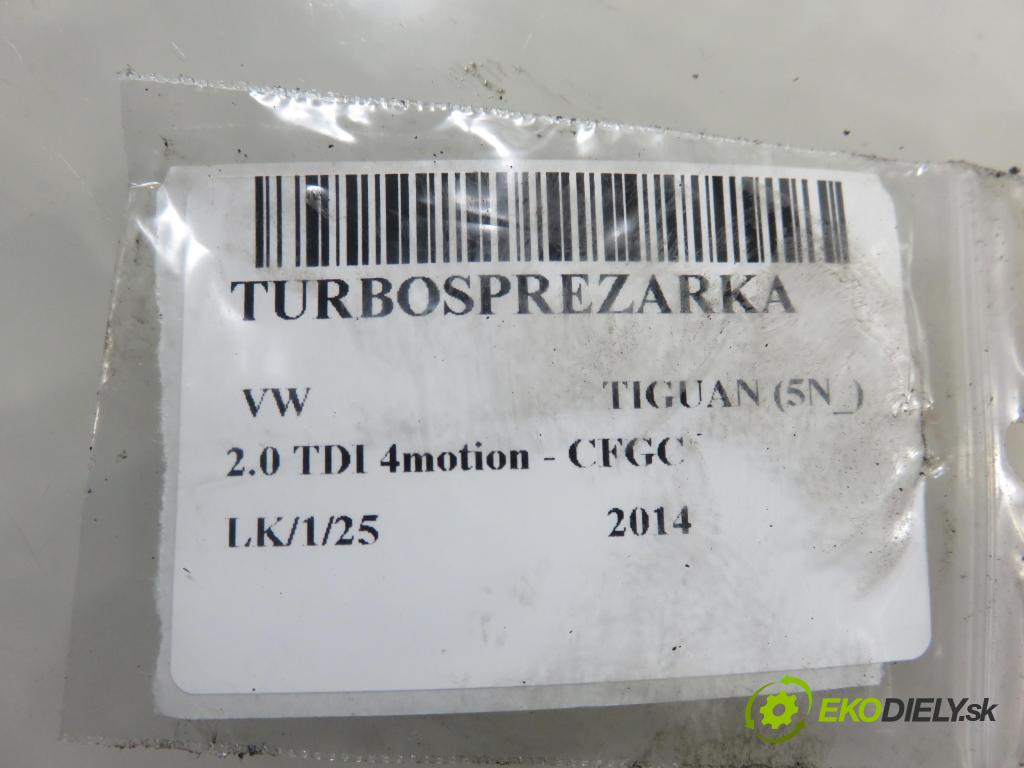 TURBOSPREZARKA
VW TIGUAN (5N_)
2.0 TDI 4motion - CFGC
LK/1/25 2014
EKODIELY.sk